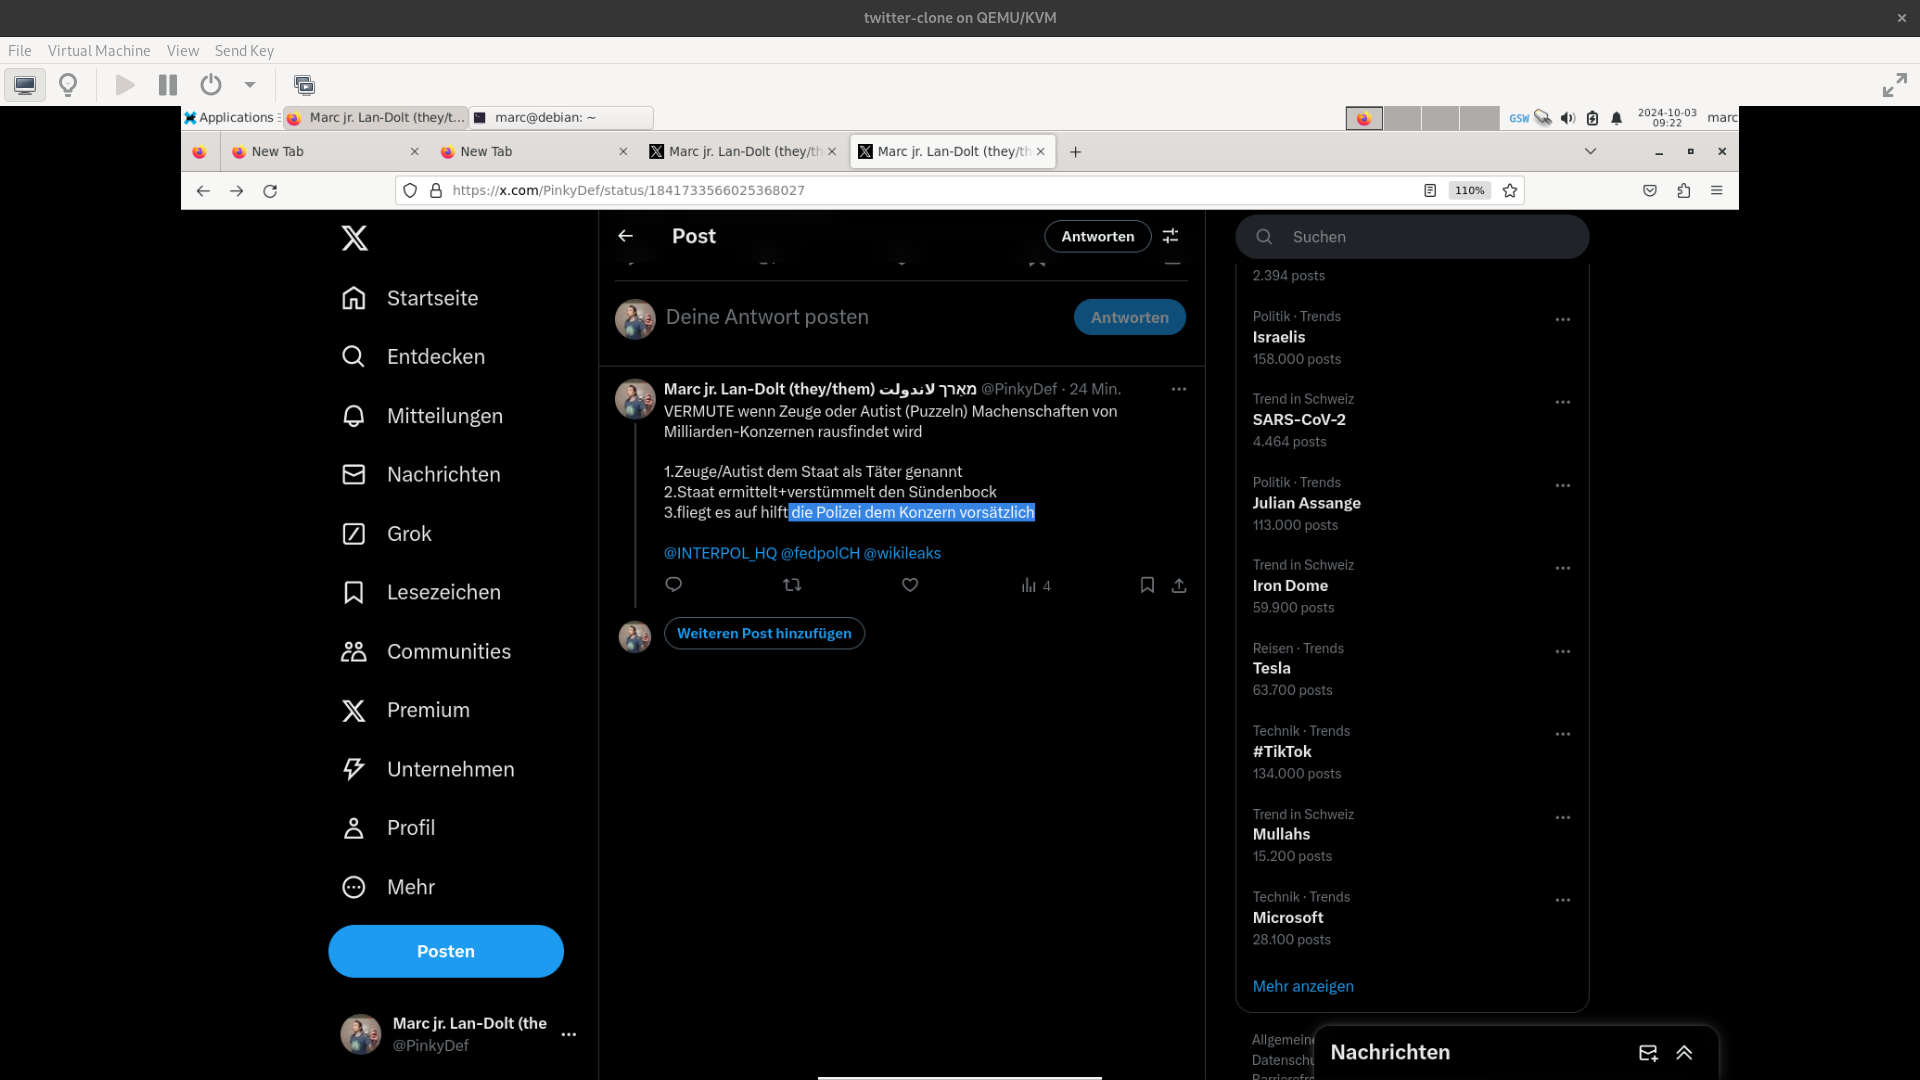 twitter-clone on QEMU/KVM
File Virtual Machine View Send Key
Applications Marc jr. Lan-Dolt (they/t... marc@debian: ~ GSW 2024-10-03 09:22 marc
New Tab New Tab Marc jr. Lan-Dolt (they/th Marc jr. Lan-Dolt (they/th
https://x.com/PinkyDef/status/1841733566025368027 110%
Startseite
Entdecken
Mitteilungen
Nachrichten
Grok
Lesezeichen
Communities
Premium
Unternehmen
Profil
Mehr
Posten
Marc jr. Lan-Dolt (the
@PinkyDef
Post Antworten
Deine Antwort posten Antworten
Marc jr. Lan-Dolt (they/them) מאַרך لاندولت @PinkyDef · 24 Min.
VERMUTE wenn Zeuge oder Autist (Puzzeln) Machenschaften von
Milliarden-Konzernen rausfindet wird
1.Zeuge/Autist dem Staat als Täter genannt
2.Staat ermittelt+verstümmelt den Sündenbock
3.fliegt es auf hilft die Polizei dem Konzern vorsätzlich
@INTERPOL_HQ @fedpolCH @wikileaks
4
Weiteren Post hinzufügen
Suchen
2.394 posts
Politik · Trends
Israelis
158.000 posts
Trend in Schweiz
SARS-CoV-2
4.464 posts
Politik · Trends
Julian Assange
113.000 posts
Trend in Schweiz
Iron Dome
59.900 posts
Reisen · Trends
Tesla
63.700 posts
Technik · Trends
#TikTok
134.000 posts
Trend in Schweiz
Mullahs
15.200 posts
Technik · Trends
Microsoft
28.100 posts
Mehr anzeigen
Allgemein
Datenschu
Nachrichten